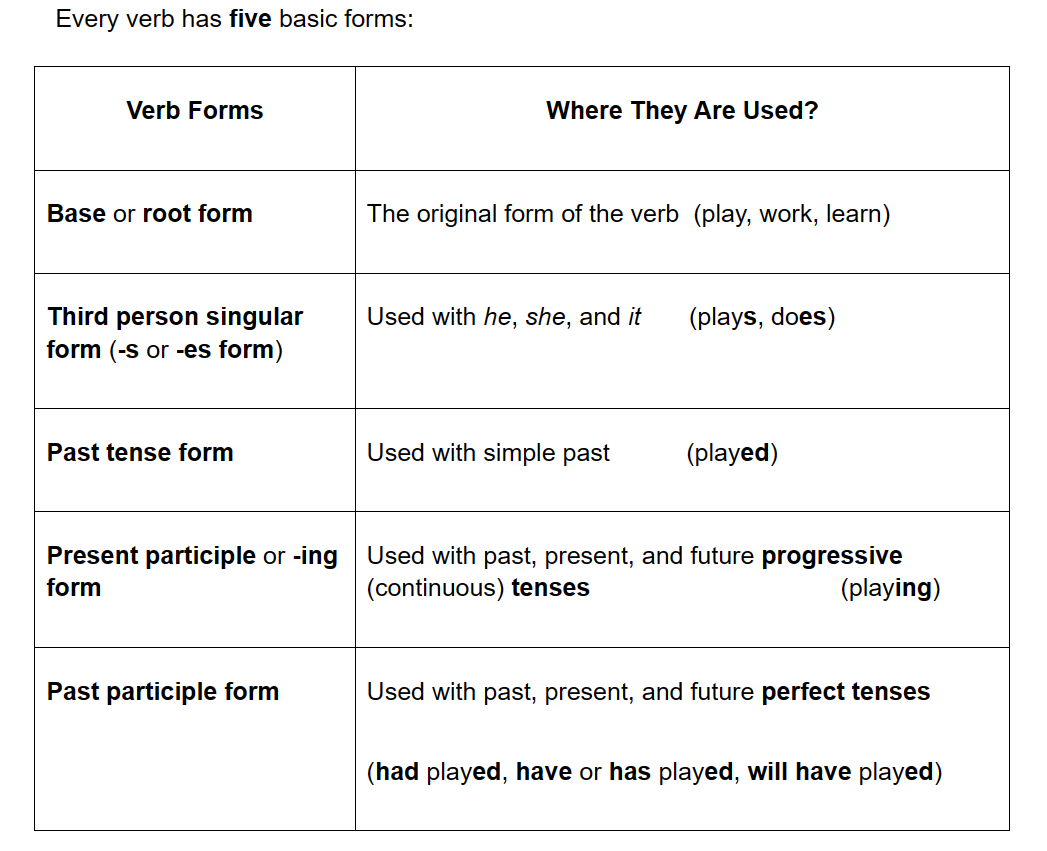 Every verb has five basic forms:
Verb Forms
Where They Are Used?
Base or root form
The original form of the verb (play, work, learn)
Third person singular
form (-s or -es form)
Used with he, she, and it (plays, does)
Past tense form
Used with simple past (played)
Present participle or -ing
form
Used with past, present, and future progressive
(continuous) tenses (playing)
Past participle form
Used with past, present, and future perfect tenses
(had played, have or has played, will have played)